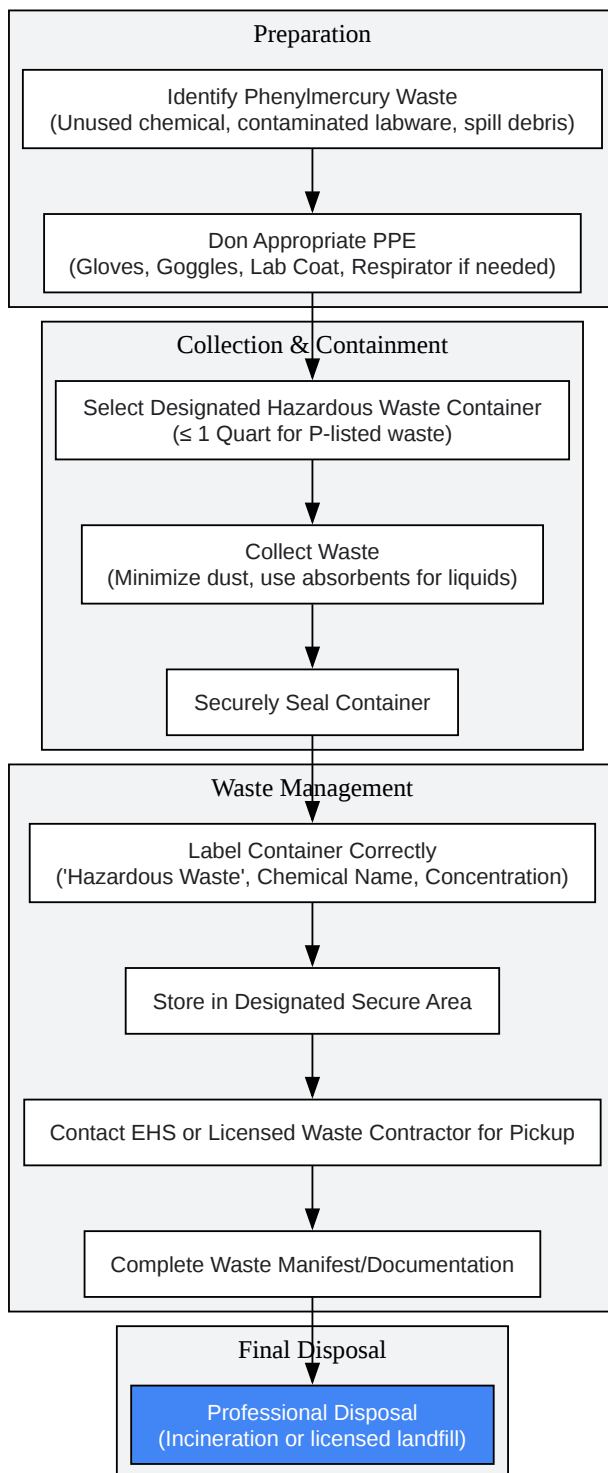 Preparation
Identify Phenylmercury Waste
(Unused chemical, contaminated labware, spill debris)
Don Appropriate PPE
(Gloves, Goggles, Lab Coat, Respirator if needed)
Collection & Containment
Select Designated Hazardous Waste Container
(≤ 1 Quart for P-listed waste)
Collect Waste
(Minimize dust, use absorbents for liquids)
Securely Seal Container
Waste Management
Label Container Correctly
('Hazardous Waste', Chemical Name, Concentration)
Store in Designated Secure Area
Contact EHS or Licensed Waste Contractor for Pickup
Complete Waste Manifest/Documentation
Final Disposal
Professional Disposal
(Incineration or licensed landfill)